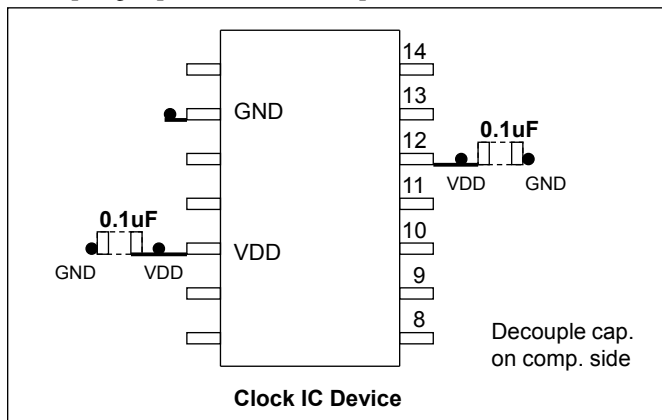 14
GND
13
12
0.1uF
VDD
GND
11
0.1uF
VDD
10
GND
VDD
9
8
Decouple cap.
on comp. side
Clock IC Device